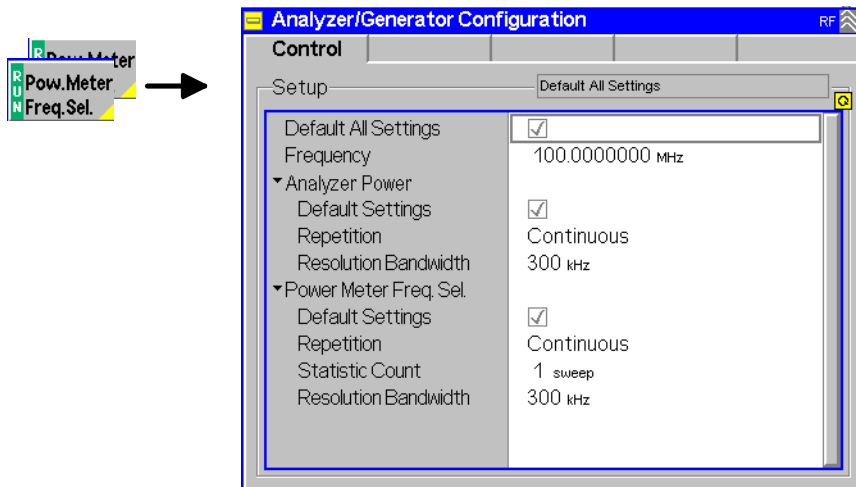 Analyzer/Generator Configuration RF
Control
Pow.Meter
RUN Pow.Meter
Freq.Sel.
Setup Default All Settings
Default All Settings
Frequency 100.0000000 MHz
Analyzer Power
Default Settings
Repetition Continuous
Resolution Bandwidth 300 kHz
Power Meter Freq. Sel.
Default Settings
Repetition Continuous
Statistic Count 1 sweep
Resolution Bandwidth 300 kHz